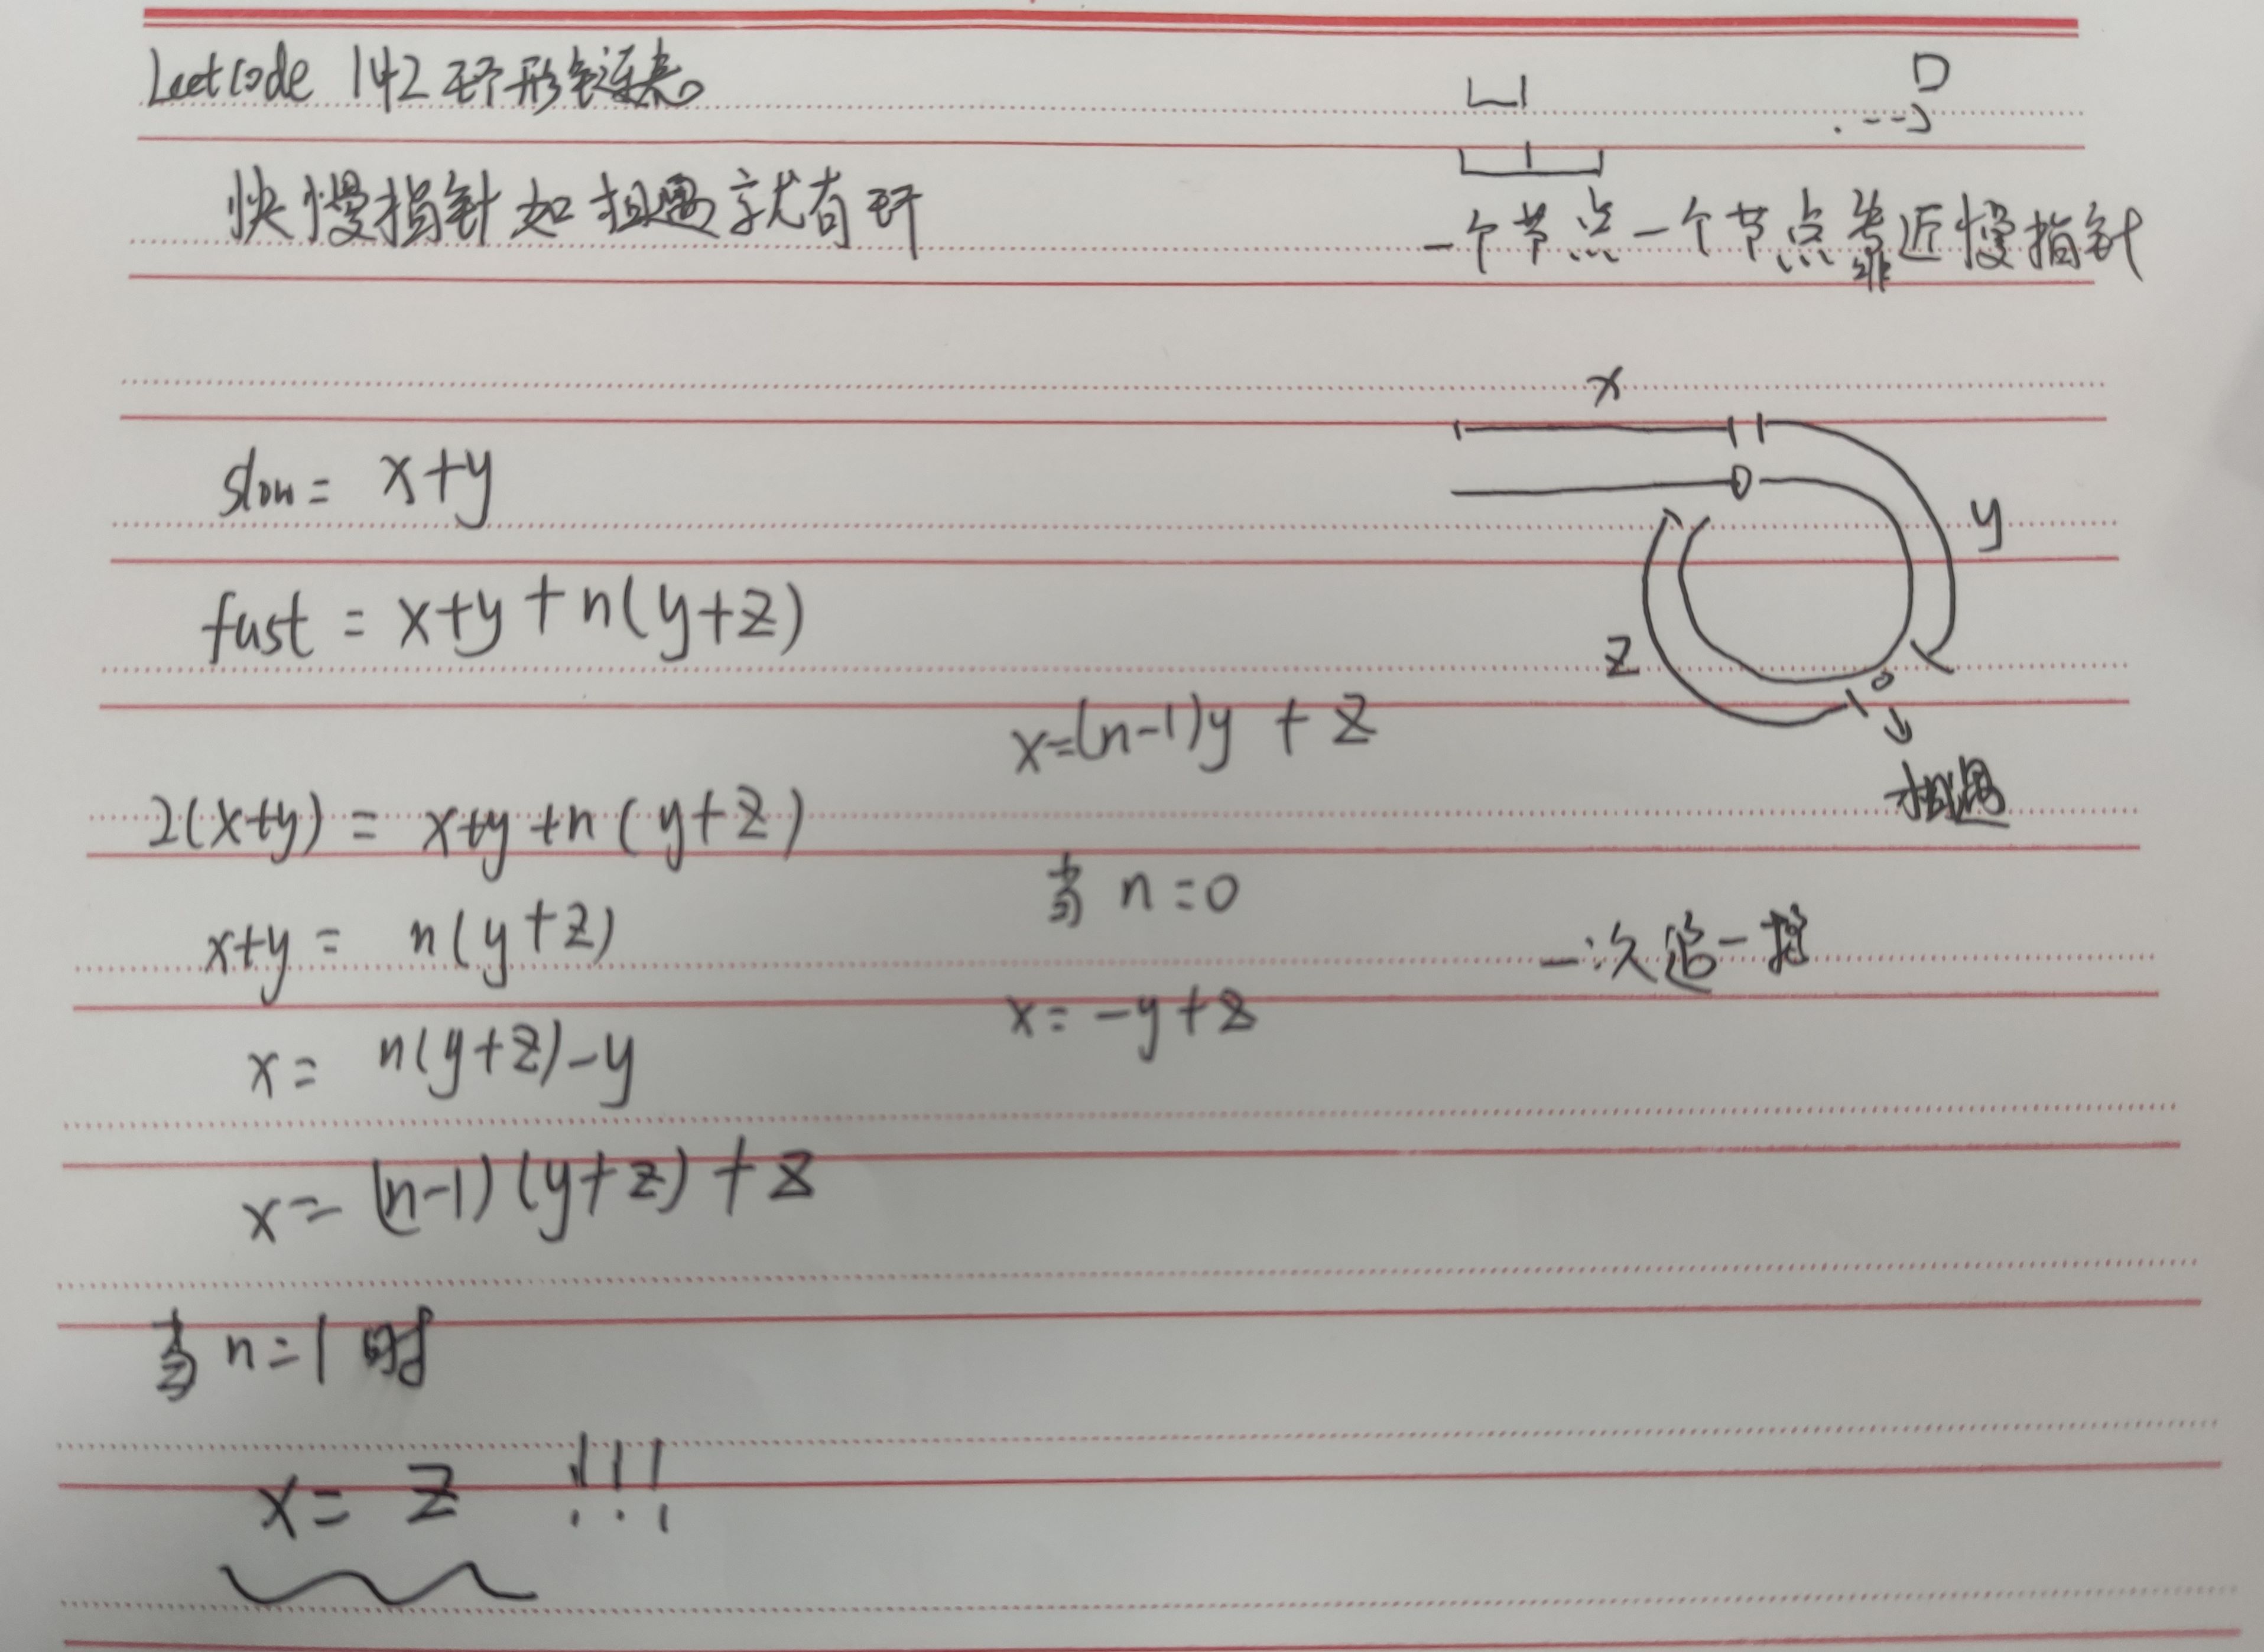 Leetcode 142 环形链表
快慢指针如相遇就有环
一个节点一个节点靠近慢指针
x
slow = x+y
y
fast = x+y+n(y+z)
z
x=(n-1)y + z
相遇
2(x+y) = x+y+n(y+z)
当 n=0
x+y = n(y+z)
一次追一
x= -y+z
x= n(y+z)-y
x= (n-1)(y+z)+z
当n=1时
x= z !!!